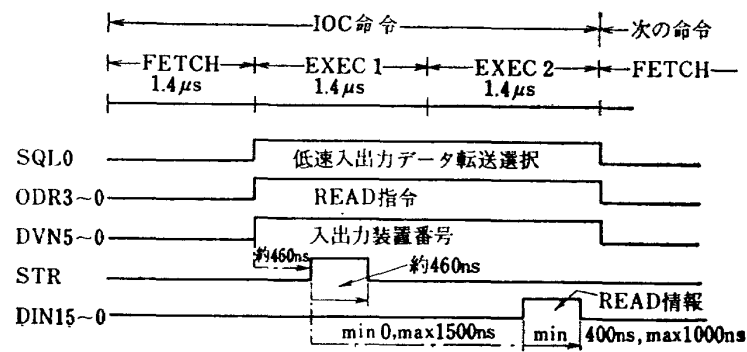 IOC命令
次の命令
FETCH EXEC 1 EXEC 2 FETCH
1.4μs 1.4μs 1.4μs
SQL0 低速入出力データ転送選択
ODR3~0 READ指令
DVN5~0 入出力装置番号
約460ns
STR 約460ns
DIN15~0 READ情報
min 0,max1500ns min 400ns,max1000ns